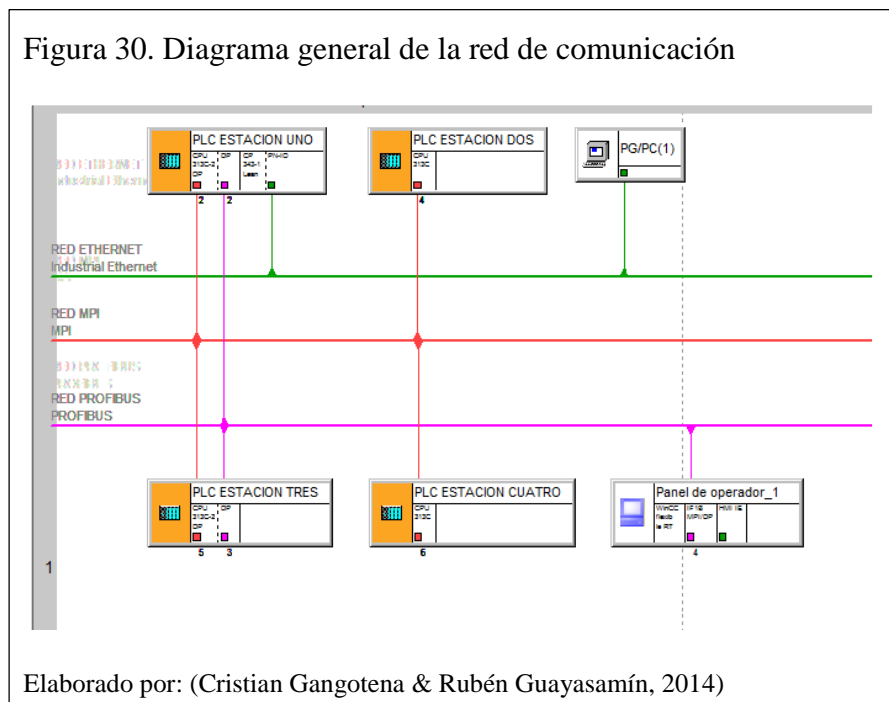 Figura 30. Diagrama general de la red de comunicación
PLC ESTACION UNO
CPU 313C-2 DP
DP
CP 343-1 Lean
PN-IO
2
2
PLC ESTACION DOS
CPU 313C
4
PG/PC(1)
RED ETHERNET
Industrial Ethernet
RED MPI
MPI
RED PROFIBUS
PROFIBUS
PLC ESTACION TRES
CPU 313C-2 DP
DP
5
3
PLC ESTACION CUATRO
CPU 313C
6
Panel de operador_1
WinCC flexib le RT
IF1B MPI/DP
HMI IE
4
1
Elaborado por: (Cristian Gangotena & Rubén Guayasamín, 2014)